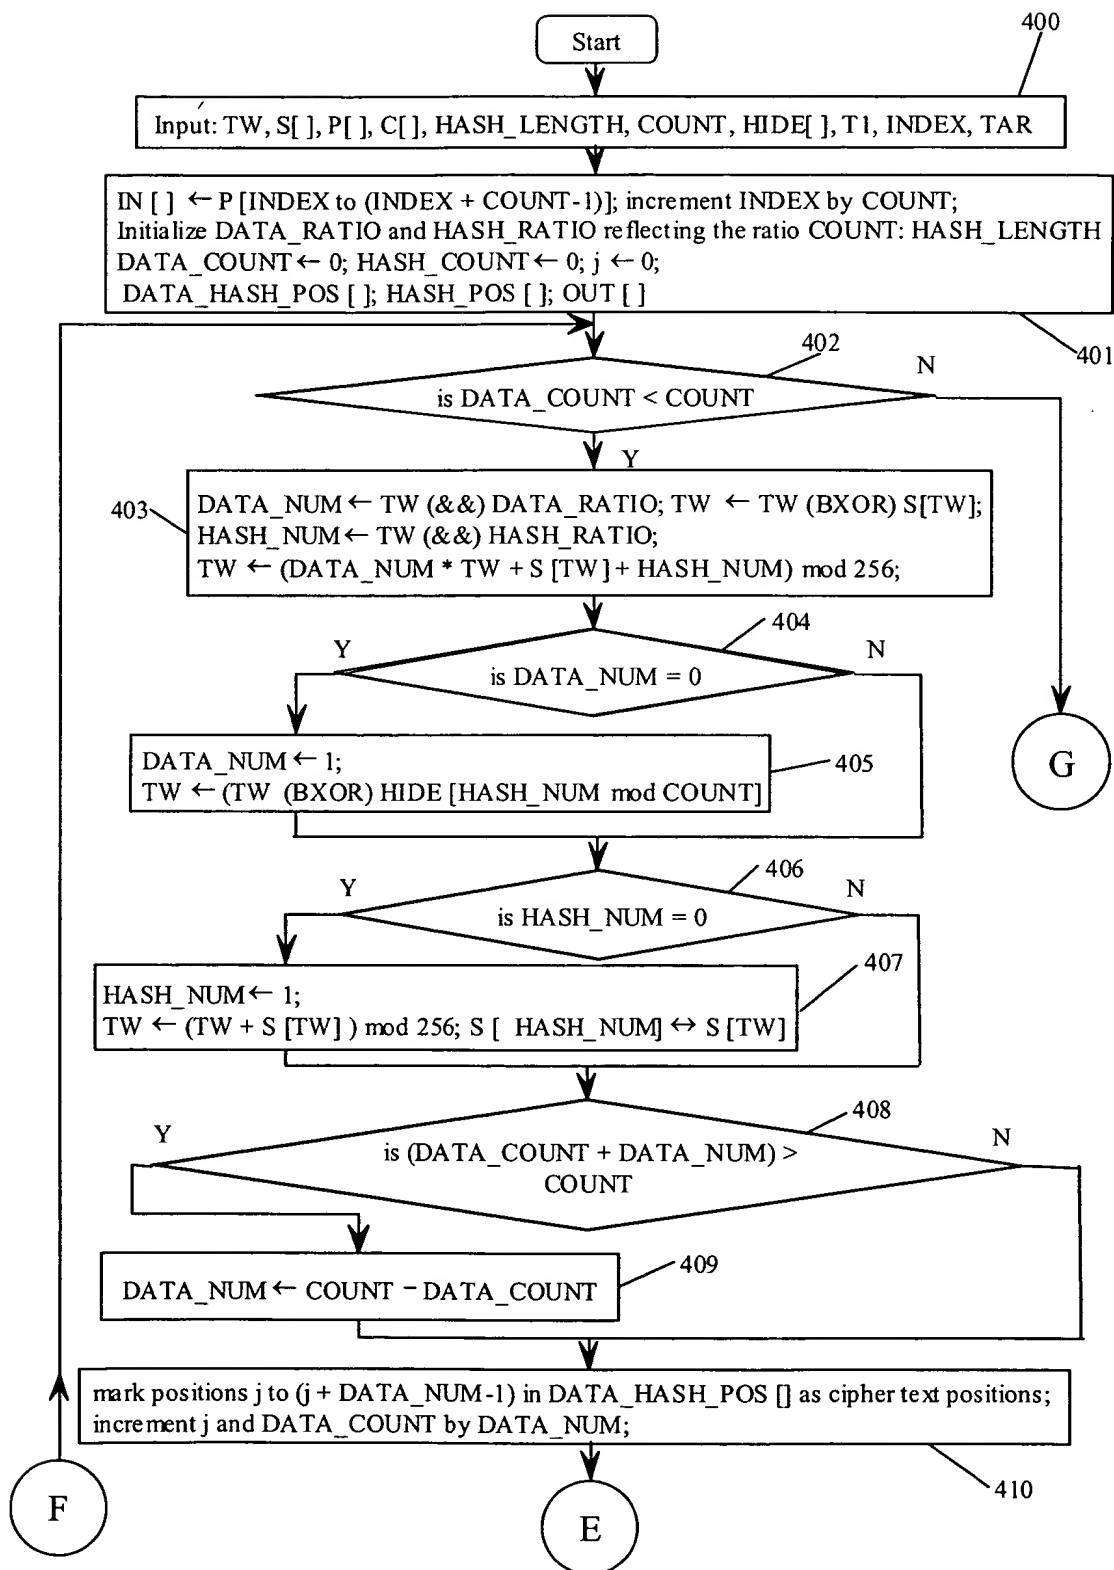 400
Start
Input: TW, S[ ], P[ ], C[ ], HASH_LENGTH, COUNT, HIDE[ ], T1, INDEX, TAR
IN [ ] ← P [INDEX to (INDEX + COUNT-1)]; increment INDEX by COUNT;
Initialize DATA_RATIO and HASH_RATIO reflecting the ratio COUNT: HASH_LENGTH
DATA_COUNT ← 0; HASH_COUNT ← 0; j ← 0;
DATA_HASH_POS [ ]; HASH_POS [ ]; OUT [ ]
401
402
N
is DATA_COUNT < COUNT
Y
403
DATA_NUM ← TW (&&) DATA_RATIO; TW ← TW (BXOR) S[TW];
HASH_NUM ← TW (&&) HASH_RATIO;
TW ← (DATA_NUM * TW + S [TW] + HASH_NUM) mod 256;
404
Y
N
is DATA_NUM = 0
DATA_NUM ← 1;
TW ← (TW (BXOR) HIDE [HASH_NUM mod COUNT]
405
G
406
Y
N
is HASH_NUM = 0
407
HASH_NUM ← 1;
TW ← (TW + S [TW] ) mod 256; S [ HASH_NUM] ↔ S [TW]
408
Y
N
is (DATA_COUNT + DATA_NUM) >
COUNT
409
DATA_NUM ← COUNT - DATA_COUNT
mark positions j to (j + DATA_NUM-1) in DATA_HASH_POS [] as cipher text positions;
increment j and DATA_COUNT by DATA_NUM;
410
F
E